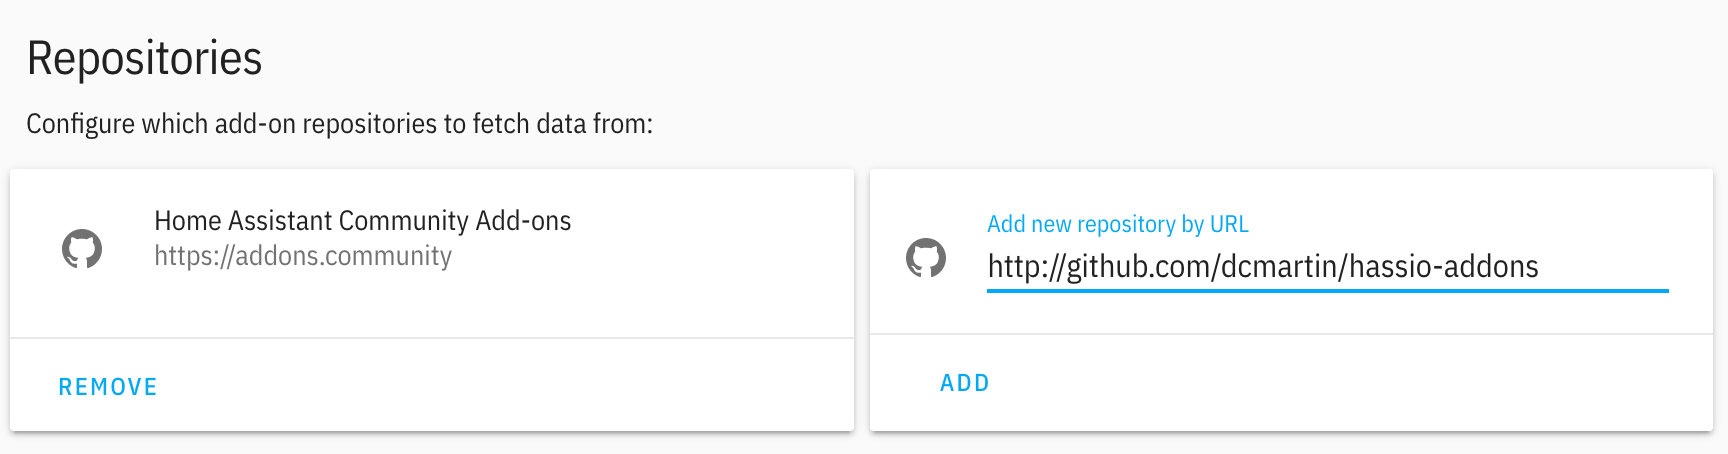 Repositories
Configure which add-on repositories to fetch data from:
Home Assistant Community Add-ons
https://addons.community
REMOVE
Add new repository by URL
http://github.com/dcmartin/hassio-addons
ADD